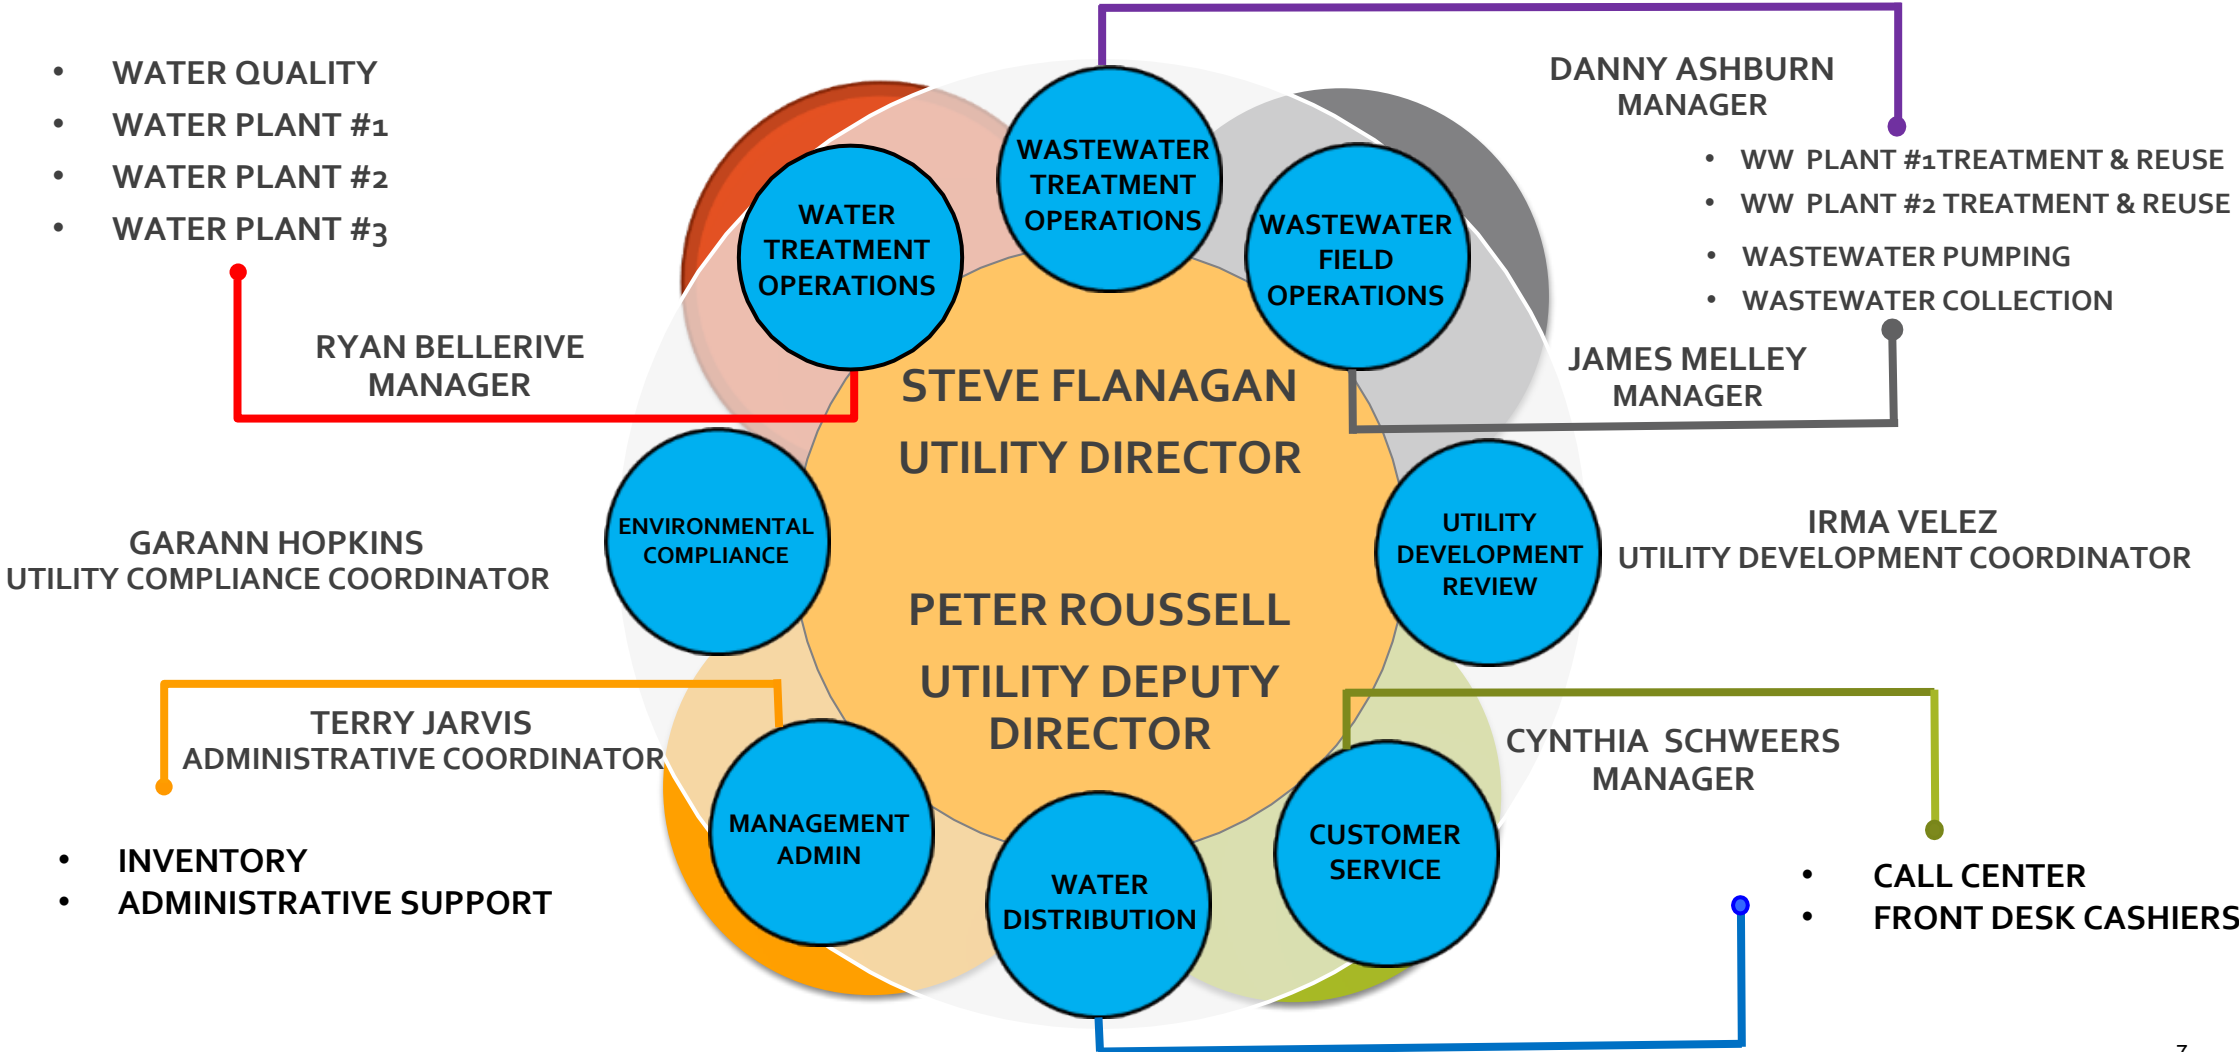 • WATER QUALITY
• WATER PLANT #1
• WATER PLANT #2
• WATER PLANT #3
RYAN BELLERIVE
MANAGER
GARANN HOPKINS
UTILITY COMPLIANCE COORDINATOR
TERRY JARVIS
ADMINISTRATIVE COORDINATOR
• INVENTORY
• ADMINISTRATIVE SUPPORT
WATER
TREATMENT
OPERATIONS
WASTEWATER
TREATMENT
OPERATIONS
WASTEWATER
FIELD
OPERATIONS
ENVIRONMENTAL
COMPLIANCE
STEVE FLANAGAN
UTILITY DIRECTOR
PETER ROUSSELL
UTILITY DEPUTY
DIRECTOR
UTILITY
DEVELOPMENT
REVIEW
MANAGEMENT
ADMIN
WATER
DISTRIBUTION
CUSTOMER
SERVICE
DANNY ASHBURN
MANAGER
• WW PLANT #1TREATMENT & REUSE
• WW PLANT #2 TREATMENT & REUSE
• WASTEWATER PUMPING
• WASTEWATER COLLECTION
JAMES MELLEY
MANAGER
IRMA VELEZ
UTILITY DEVELOPMENT COORDINATOR
CYNTHIA SCHWEERS
MANAGER
• CALL CENTER
• FRONT DESK CASHIERS
7